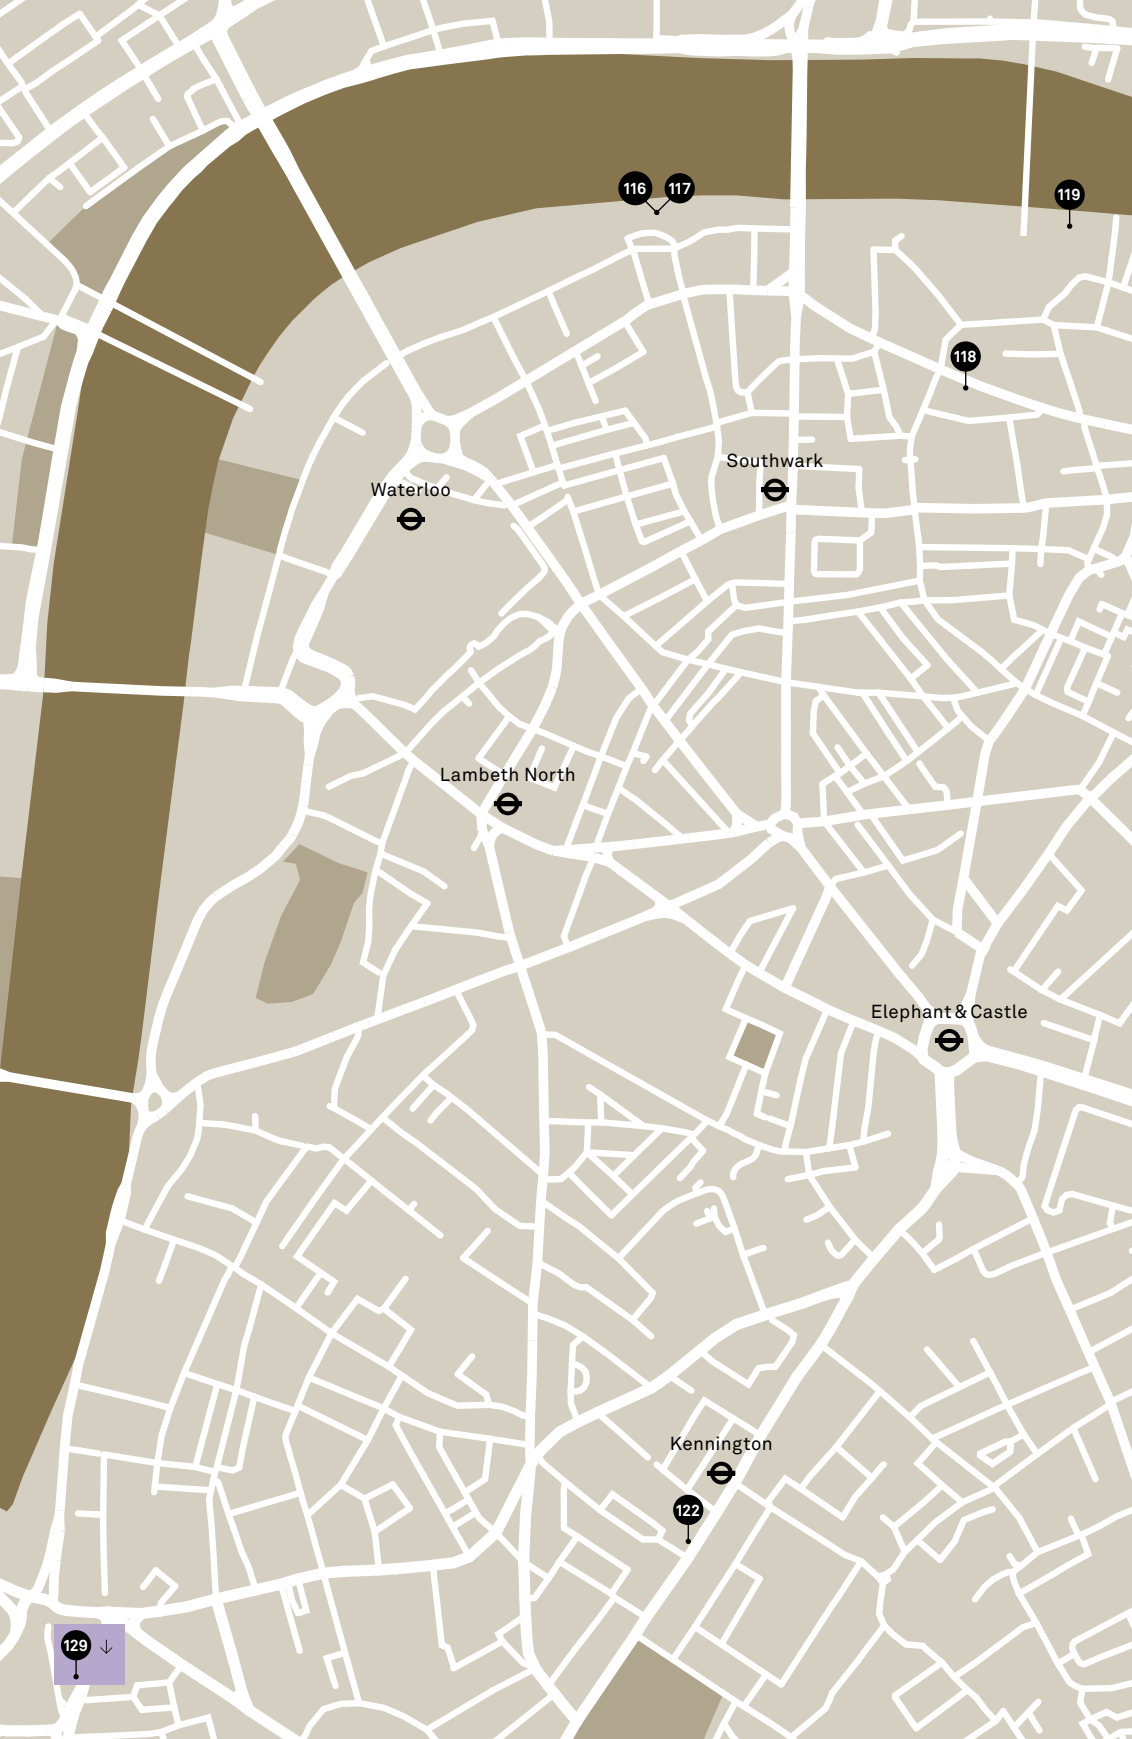 116
117
119
118
Southwark
Waterloo
Lambeth North
Elephant & Castle
Kennington
122
129 ↓